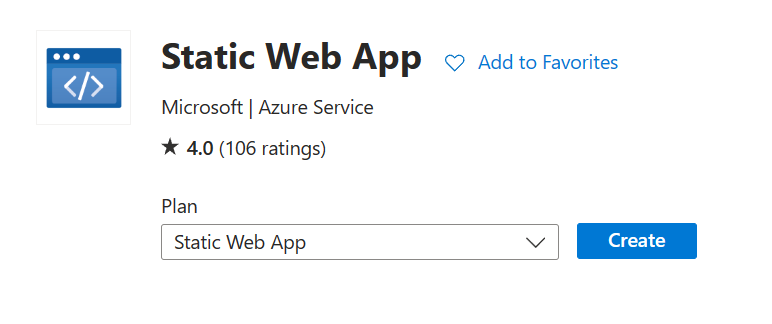 Static Web App
Add to Favorites
Microsoft | Azure Service
★ 4.0 (106 ratings)
Plan
Static Web App
Create